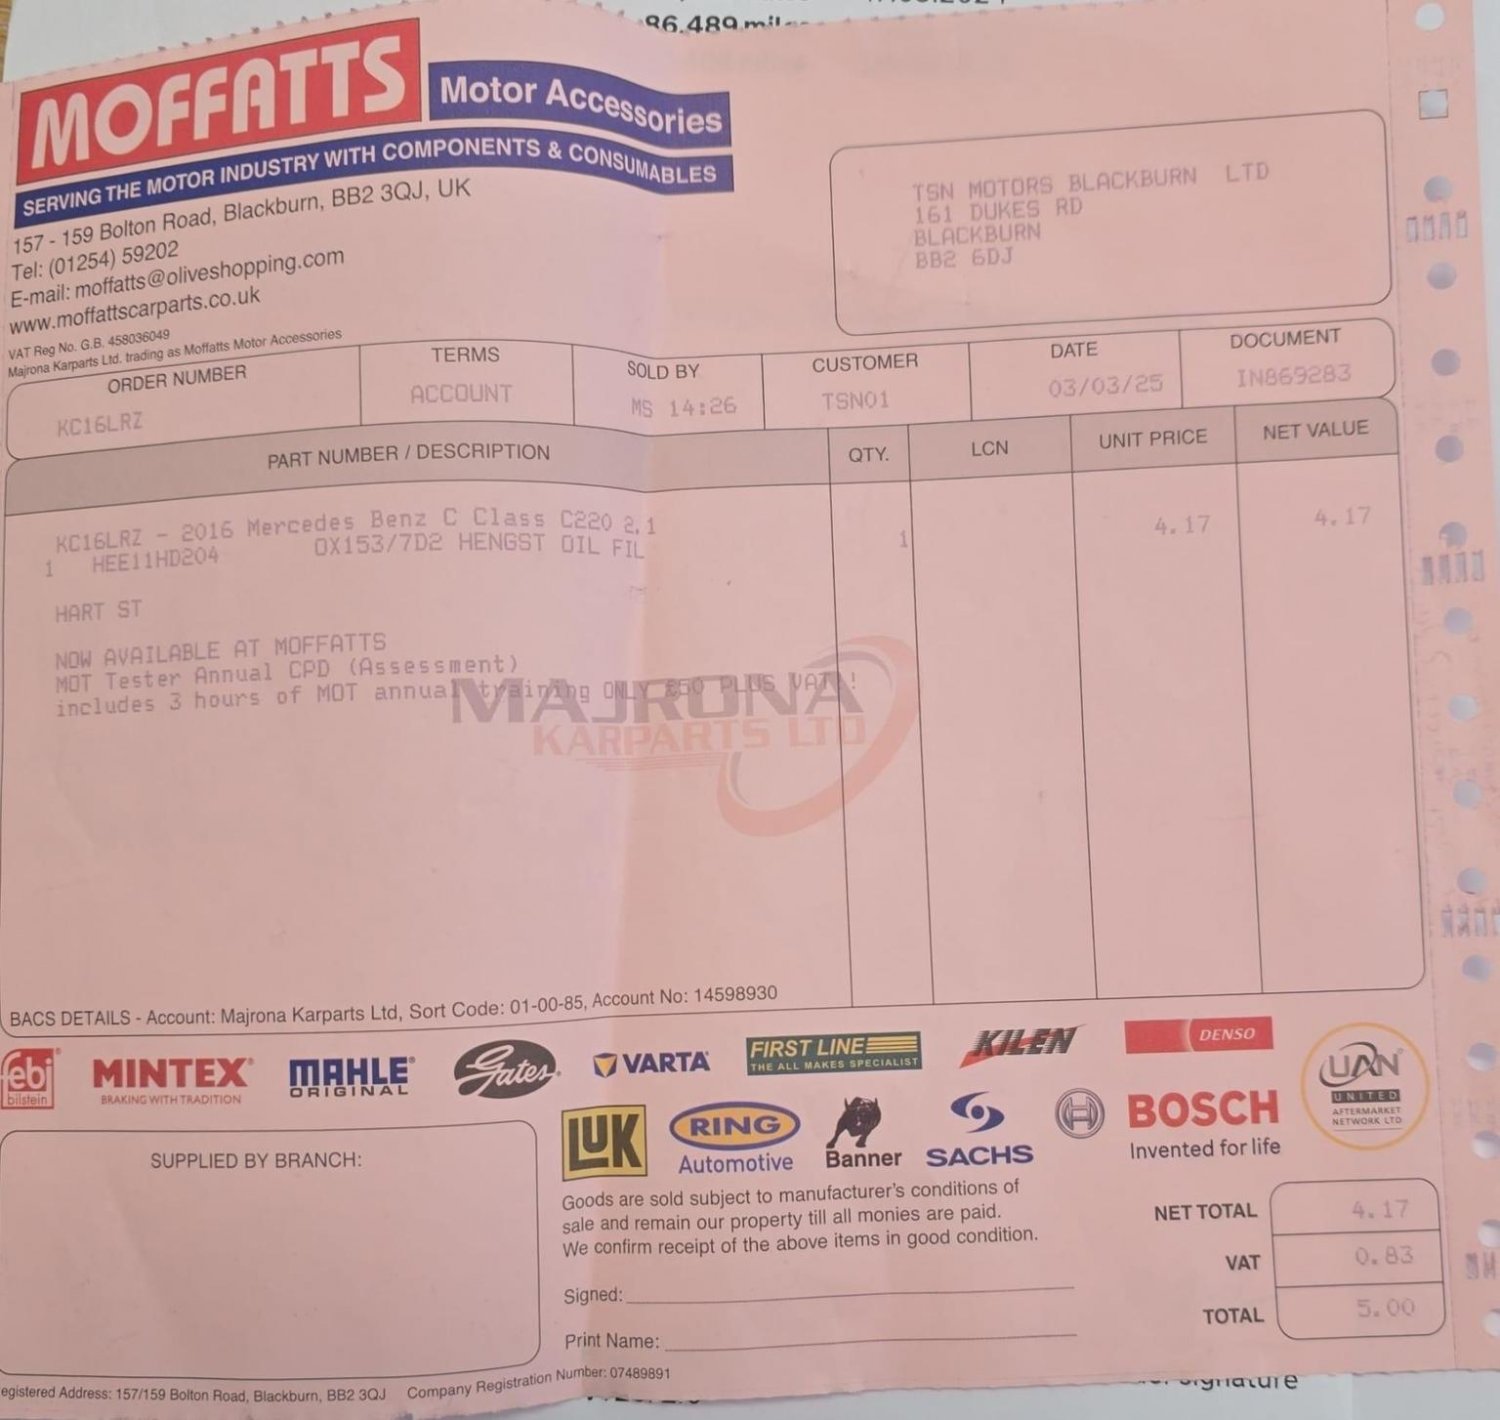 86,489
MOFFATTS
Motor Accessories
SERVING THE MOTOR INDUSTRY WITH COMPONENTS & CONSUMABLES
157 - 159 Bolton Road, Blackburn, BB2 3QJ, UK
Tel: (01254) 59202
E-mail: moffatts@oliveshopping.com
www.moffattscarparts.co.uk
VAT Reg No. G.B. 458036049
Majrona Karparts Ltd. trading as Moffatts Motor Accessories
TSN MOTORS BLACKBURN LTD
161 DUKES RD
BLACKBURN
BB2 6DJ
ORDER NUMBER TERMS SOLD BY CUSTOMER DATE DOCUMENT
KC16LRZ ACCOUNT MS 14:26 TSN01 03/03/25 IN869283
PART NUMBER / DESCRIPTION QTY. LCN UNIT PRICE NET VALUE
KC16LRZ - 2016 Mercedes Benz C Class C220 2.1
1 HEE11HD204 OX153/7D2 HENGST OIL FIL 1 4.17 4.17
HART ST
NOW AVAILABLE AT MOFFATTS
MOT Tester Annual CPD (Assessment)
includes 3 hours of MOT annual training ONLY £50 PLUS VAT!
MAJRONA
KARPARTS LTD
BACS DETAILS - Account: Majrona Karparts Ltd, Sort Code: 01-00-85, Account No: 14598930
febi
bilstein
MINTEX
BRAKING WITH TRADITION
MAHLE
ORIGINAL
Gates
VARTA
FIRST LINE
THE ALL MAKES SPECIALIST
KILEN
DENSO
UAN
UNITED
AFTERMARKET
NETWORK LTD
LUK
RING
Automotive
Banner
SACHS
BOSCH
Invented for life
SUPPLIED BY BRANCH:
Goods are sold subject to manufacturer's conditions of
sale and remain our property till all monies are paid.
We confirm receipt of the above items in good condition.
Signed:
Print Name:
NET TOTAL 4.17
VAT 0.83
TOTAL 5.00
egistered Address: 157/159 Bolton Road, Blackburn, BB2 3QJ Company Registration Number: 07489891
signature